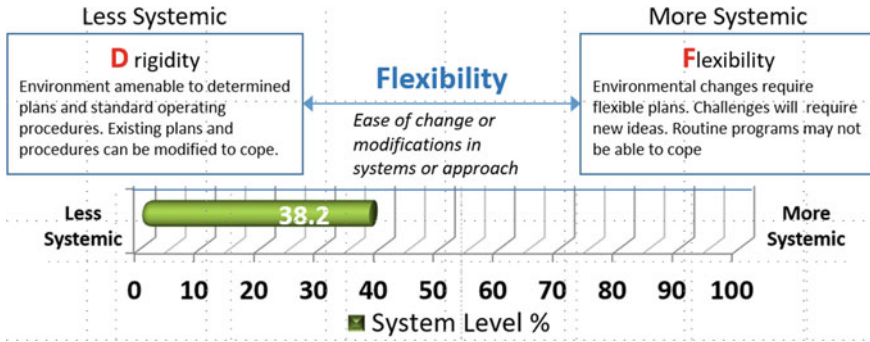 Less Systemic
More Systemic
D rigidity
Environment amenable to determined
plans and standard operating
procedures. Existing plans and
procedures can be modified to cope.
Flexibility
Ease of change or
modifications in
systems or approach
Flexibility
Environmental changes require
flexible plans. Challenges will require
new ideas. Routine programs may not
be able to cope
Less
Systemic
38.2
More
Systemic
0 10 20 30 40 50 60 70 80 90 100
System Level %